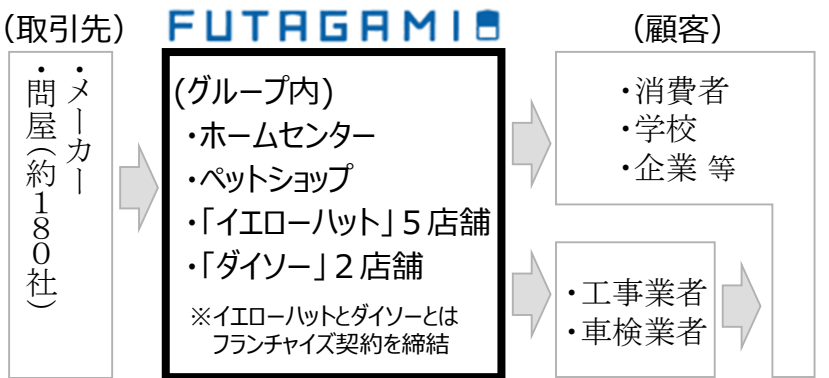 (取引先)
FUTAGAMI
(顧客)
・メーカー
・問屋(約180社)
(グループ内)
・ホームセンター
・ペットショップ
・「イエローハット」5店舗
・「ダイソー」2店舗
※イエローハットとダイソーとは
フランチャイズ契約を締結
・消費者
・学校
・企業 等
・工事業者
・車検業者